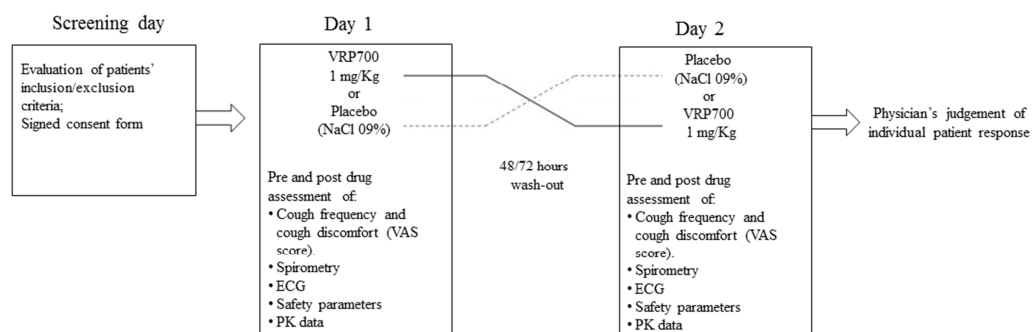 Screening day
Evaluation of patients'
inclusion/exclusion
criteria;
Signed consent form
Day 1
VRP700
1 mg/Kg
or
Placebo
(NaCl 09%)
Pre and post drug
assessment of:
• Cough frequency and
cough discomfort (VAS
score).
• Spirometry
• ECG
• Safety parameters
• PK data
48/72 hours
wash-out
Day 2
Placebo
(NaCl 09%)
or
VRP700
1 mg/Kg
Pre and post drug
assessment of:
• Cough frequency and
cough discomfort (VAS
score).
• Spirometry
• ECG
• Safety parameters
• PK data
Physician's judgement of
individual patient response